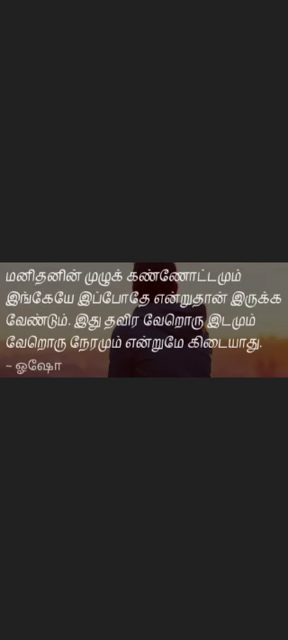 மனிதனின் முழுக் கண்ணோட்டமும்
இங்கேயே இப்போதே என்றுதான் இருக்க
வேண்டும். இது தவிர வேறொரு இடமும்
வேறொரு நேரமும் என்றுமே கிடையாது.
~ ஓஷோ